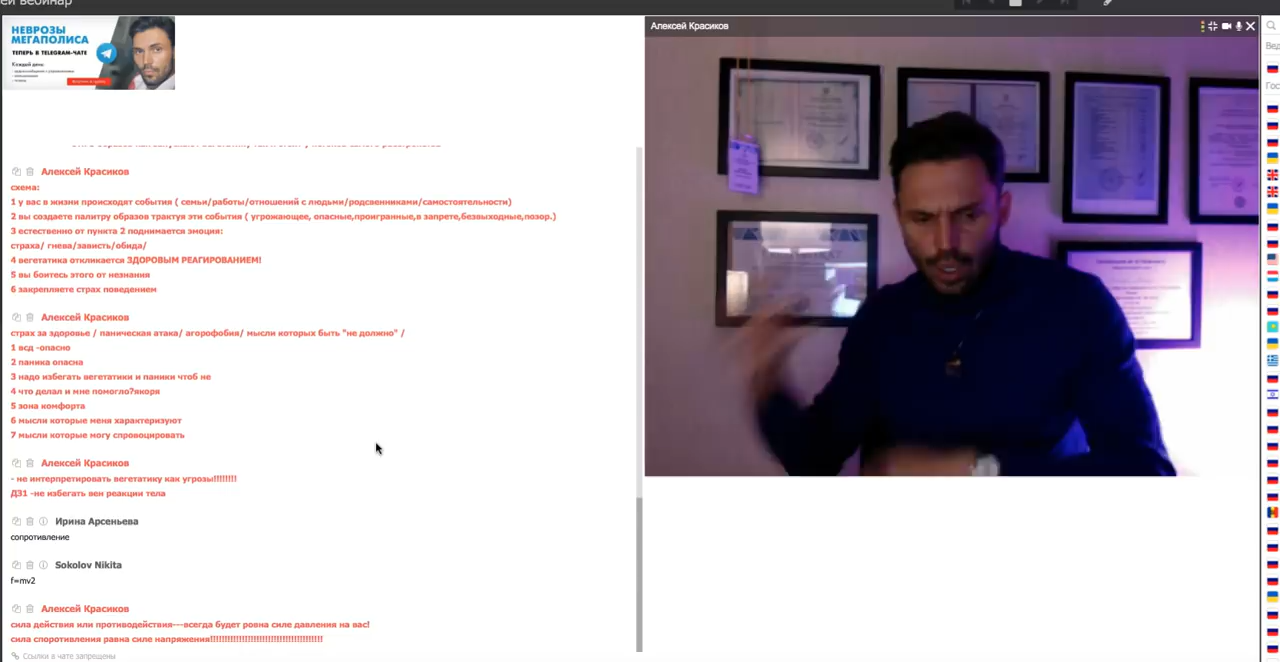 ей вебинар
НЕВРОЗЫ
МЕГАПОЛИСА
ТЕПЕРЬ В TELEGRAM-ЧАТЕ
Каждый день:
Алексей Красиков
схема:
1 у вас в жизни происходят события ( семьи/работы/отношений с людьми/родсвенниками/самостоятельности)
2 вы создаете палитру образов трактуя эти события ( угрожающее, опасные,проигранные,в запрете,безвыходные,позор.)
3 естественно от пункта 2 поднимается эмоция:
страха/ гнева/зависть/обида/
4 вегетатика откликается ЗДОРОВЫМ РЕАГИРОВАНИЕМ!
5 вы боитесь этого от незнания
6 закрепляете страх поведением
Алексей Красиков
страх за здоровье / паническая атака/ агорофобия/ мысли которых быть "не должно" /
1 всд -опасно
2 паника опасна
3 надо избегать вегетатики и паники чтоб не
4 что делал и мне помогло?якоря
5 зона комфорта
6 мысли которые меня характеризуют
7 мысли которые могу спровоцировать
Алексей Красиков
- не интерпретировать вегетатику как угрозы!!!!!!!!
ДЗ1 -не избегать вен реакции тела
Ирина Арсеньева
сопротивление
Sokolov Nikita
f=mv2
Алексей Красиков
сила действия или противодействия---всегда будет ровна силе давления на вас!
сила споротивления равна силе напряжения!!!!!!!!!!!!!!!!!!!!!!!!!!!!!!!!!!!!!!!
Ссылки в чате запрещены
Алексей Красиков
Вед
Гос